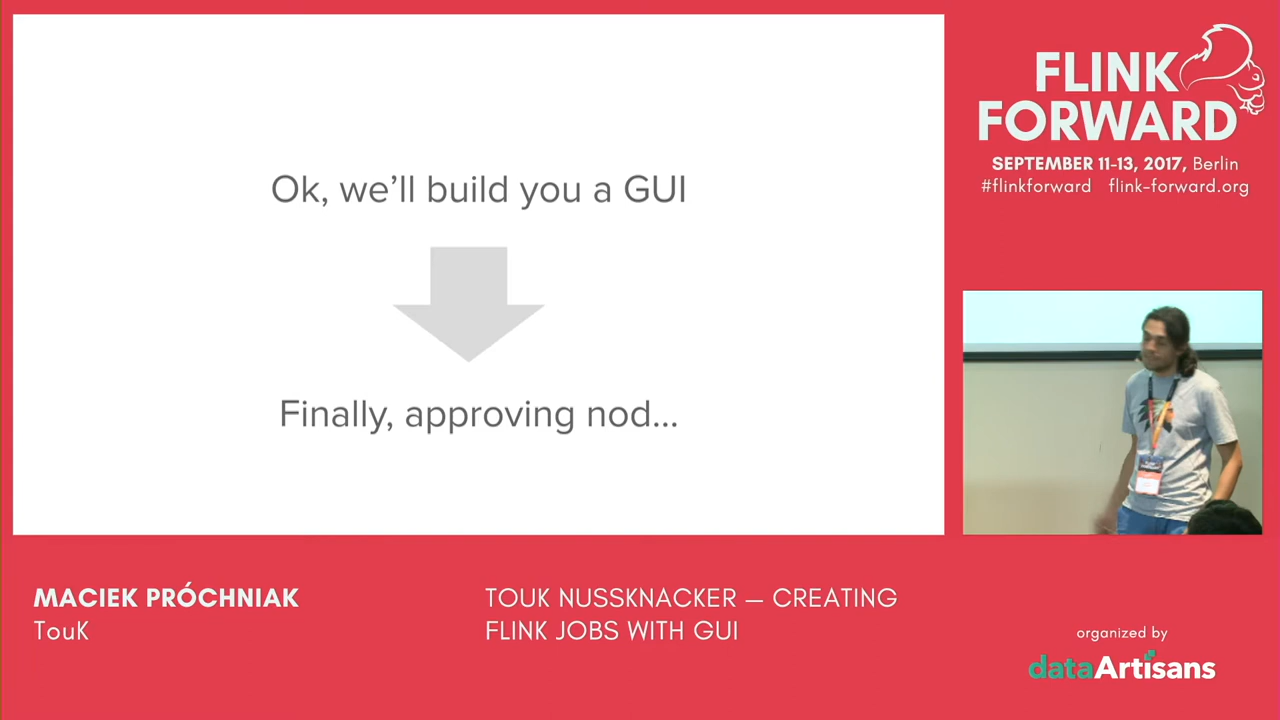 Ok, we’ll build you a GUI
Finally, approving nod...
FLINK
FORWARD
SEPTEMBER 11-13, 2017, Berlin
#flinkforward flink-forward.org
MACIEK PRÓCHNIAK
TouK
TOUK NUSSKNACKER — CREATING
FLINK JOBS WITH GUI
organized by
dataArtisans